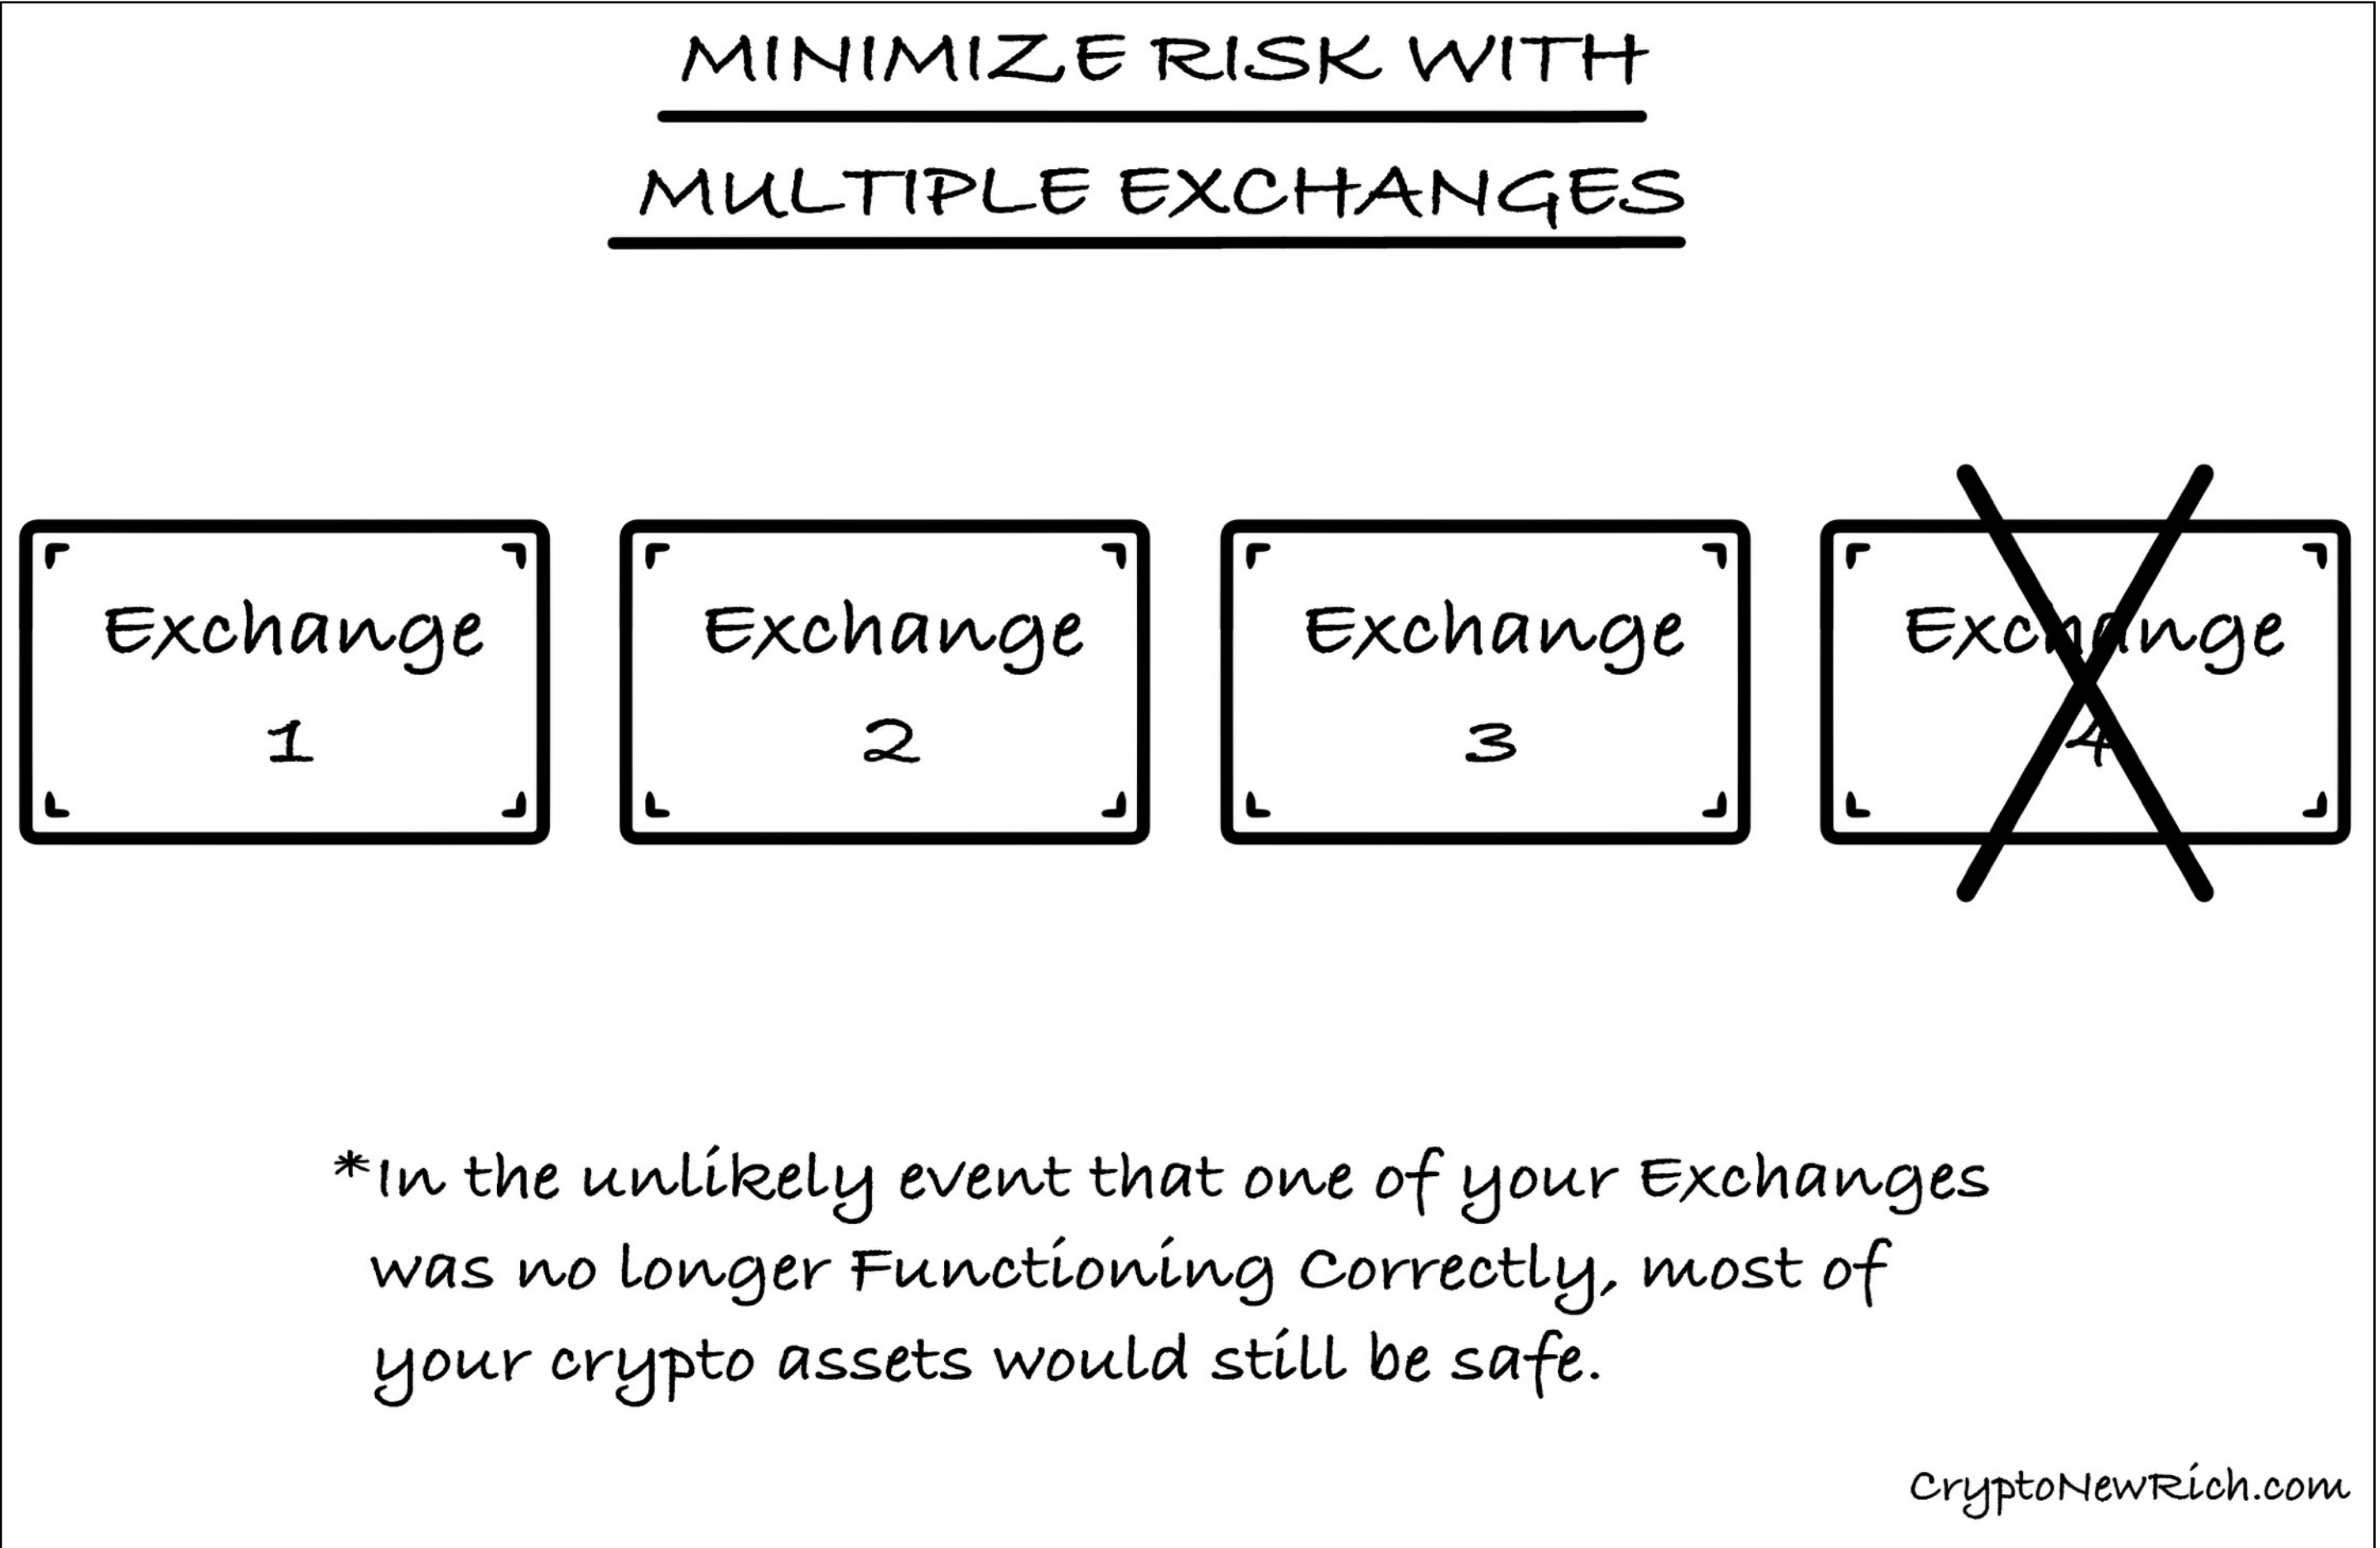 MINIMIZE RISK WITH
MULTIPLE EXCHANGES
Exchange
1
Exchange
2
Exchange
3
Exchange
4
*In the unlikely event that one of your Exchanges
was no longer Functioning Correctly, most of
your crypto assets would still be safe.
CryptoNewRich.com